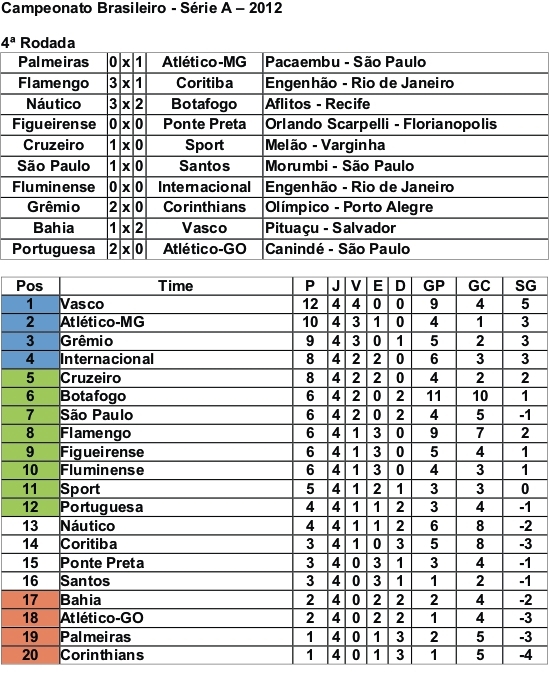 Campeonato Brasileiro - Série A – 2012
4ª Rodada
Palmeiras 0 x 1 Atlético-MG Pacaembu - São Paulo
Flamengo 3 x 1 Coritiba Engenhão - Rio de Janeiro
Náutico 3 x 2 Botafogo Aflitos - Recife
Figueirense 0 x 0 Ponte Preta Orlando Scarpelli - Florianopolis
Cruzeiro 1 x 0 Sport Melão - Varginha
São Paulo 1 x 0 Santos Morumbi - São Paulo
Fluminense 0 x 0 Internacional Engenhão - Rio de Janeiro
Grêmio 2 x 0 Corinthians Olímpico - Porto Alegre
Bahia 1 x 2 Vasco Pituaçu - Salvador
Portuguesa 2 x 0 Atlético-GO Canindé - São Paulo
Pos Time P J V E D GP GC SG
1 Vasco 12 4 4 0 0 9 4 5
2 Atlético-MG 10 4 3 1 0 4 1 3
3 Grêmio 9 4 3 0 1 5 2 3
4 Internacional 8 4 2 2 0 6 3 3
5 Cruzeiro 8 4 2 2 0 4 2 2
6 Botafogo 6 4 2 0 2 11 10 1
7 São Paulo 6 4 2 0 2 4 5 -1
8 Flamengo 6 4 1 3 0 9 7 2
9 Figueirense 6 4 1 3 0 5 4 1
10 Fluminense 6 4 1 3 0 4 3 1
11 Sport 5 4 1 2 1 3 3 0
12 Portuguesa 4 4 1 1 2 3 4 -1
13 Náutico 4 4 1 1 2 6 8 -2
14 Coritiba 3 4 1 0 3 5 8 -3
15 Ponte Preta 3 4 0 3 1 3 4 -1
16 Santos 3 4 0 3 1 1 2 -1
17 Bahia 2 4 0 2 2 2 4 -2
18 Atlético-GO 2 4 0 2 2 1 4 -3
19 Palmeiras 1 4 0 1 3 2 5 -3
20 Corinthians 1 4 0 1 3 1 5 -4